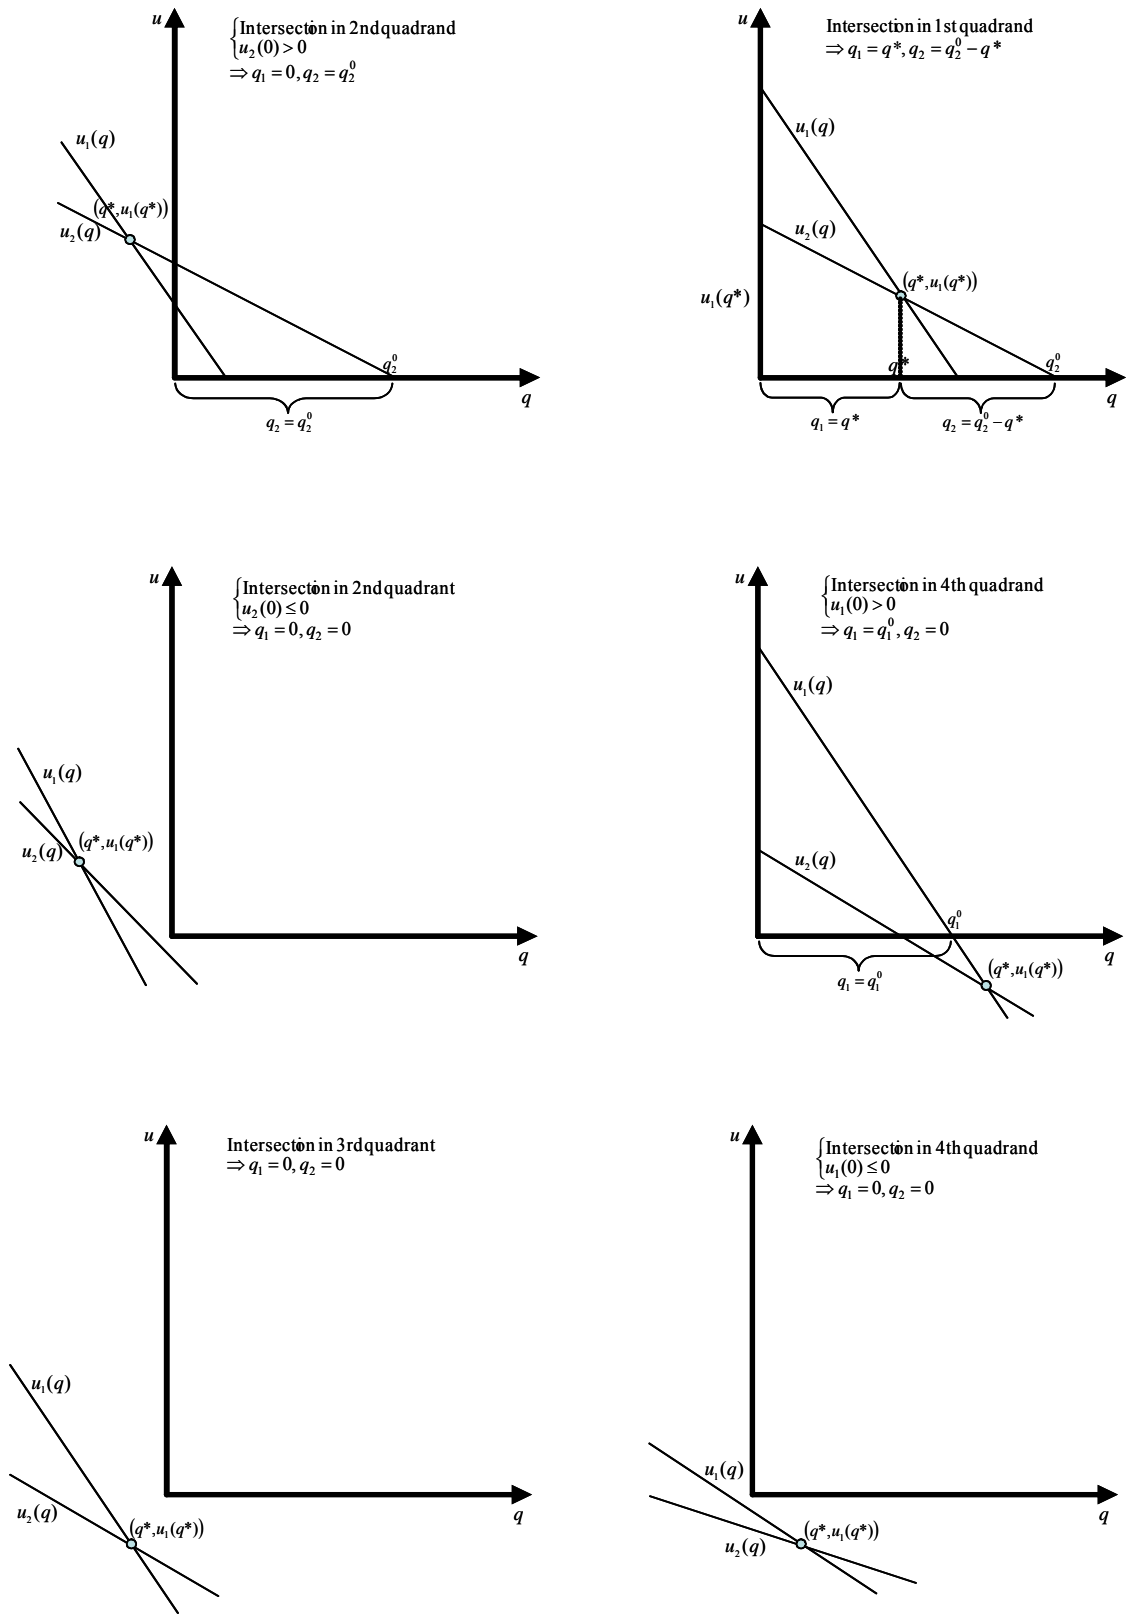 u
Intersection in 2nd quadrand
u₂(0) > 0
⇒ q₁ = 0, q₂ = q₂⁰
u₁(q)
(q*, u₁(q*))
u₂(q)
q₂⁰
q
q₂ = q₂⁰
u
Intersection in 1st quadrand
⇒ q₁ = q*, q₂ = q₂⁰ − q*
u₁(q)
u₂(q)
(q*, u₁(q*))
u₁(q*)
q*
q₂⁰
q
q₁ = q*
q₂ = q₂⁰ − q*
u
Intersection in 2nd quadrant
u₂(0) ≤ 0
⇒ q₁ = 0, q₂ = 0
u₁(q)
(q*, u₁(q*))
u₂(q)
q
u
Intersection in 4th quadrand
u₁(0) > 0
⇒ q₁ = q₁⁰, q₂ = 0
u₁(q)
u₂(q)
q₁⁰
q
(q*, u₁(q*))
q₁ = q₁⁰
u
Intersection in 3rd quadrant
⇒ q₁ = 0, q₂ = 0
u₁(q)
u₂(q)
q
(q*, u₁(q*))
u
Intersection in 4th quadrand
u₁(0) ≤ 0
⇒ q₁ = 0, q₂ = 0
u₁(q)
q
(q*, u₁(q*))
u₂(q)